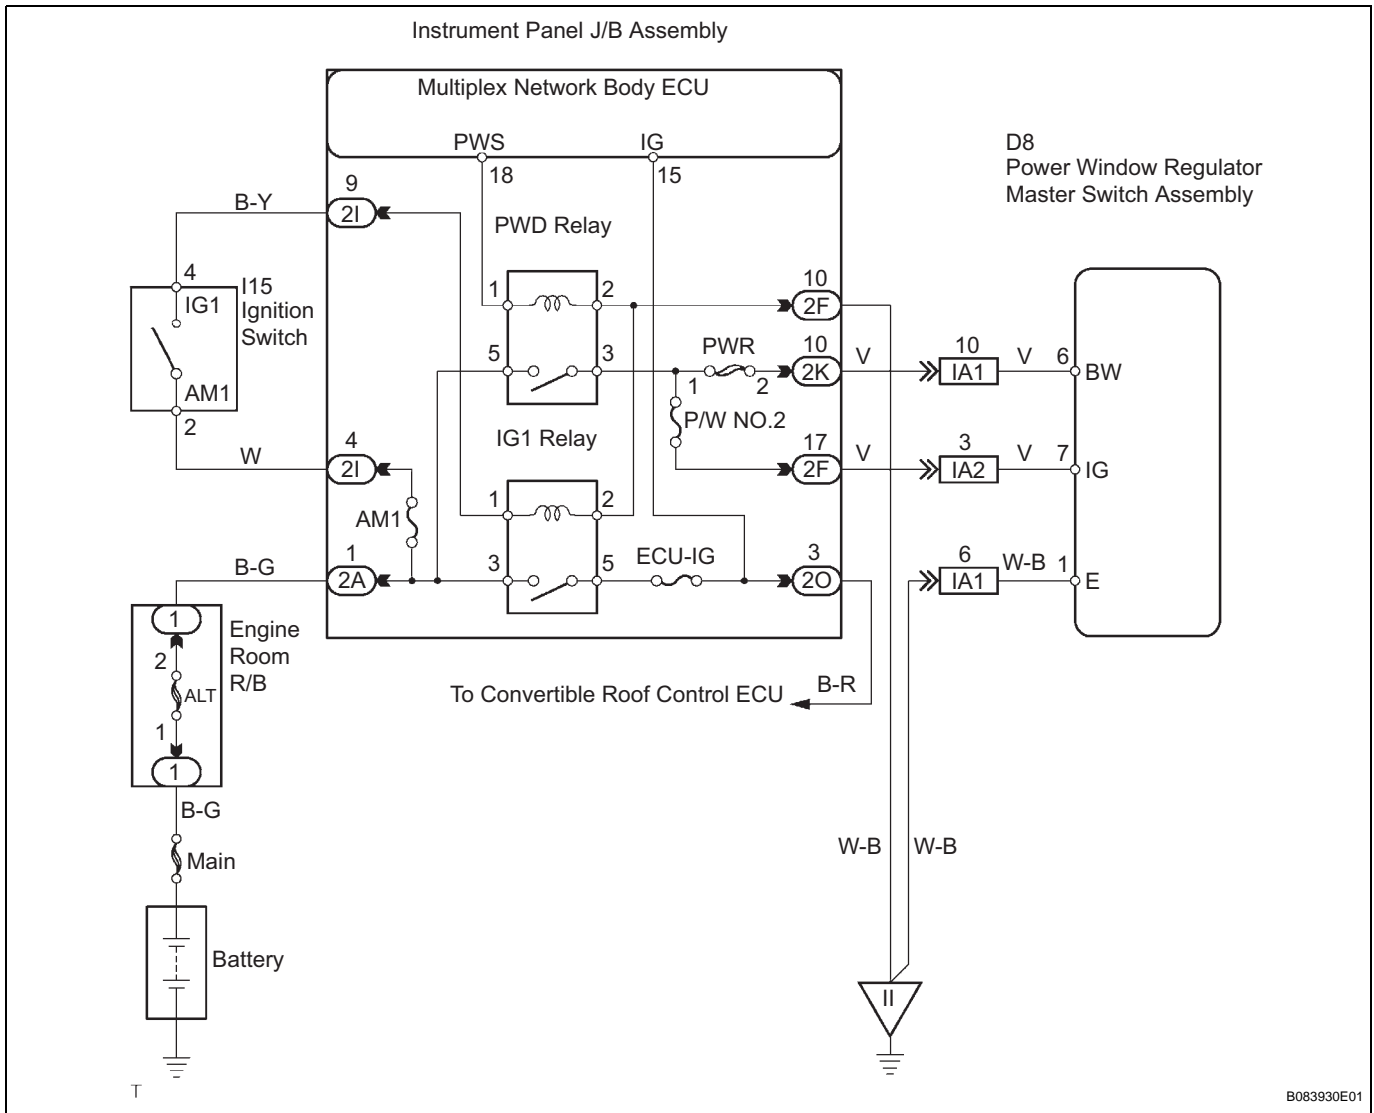 Instrument Panel J/B Assembly
Multiplex Network Body ECU
PWS
IG
18
15
D8
Power Window Regulator
Master Switch Assembly
9
2I
B-Y
PWD Relay
4
IG1
I15
Ignition
Switch
AM1
2
W
1
2
5
3
10
2F
PWR
1
2
10
2K
V
10
IA1
V
6
BW
P/W NO.2
IG1 Relay
4
2I
17
2F
V
3
IA2
V
7
IG
AM1
1
2
3
5
ECU-IG
B-G
1
2A
3
2O
6
IA1
W-B
1
E
1
2
ALT
1
1
Engine
Room
R/B
To Convertible Roof Control ECU
B-R
B-G
Main
W-B
W-B
Battery
II
T
B083930E01